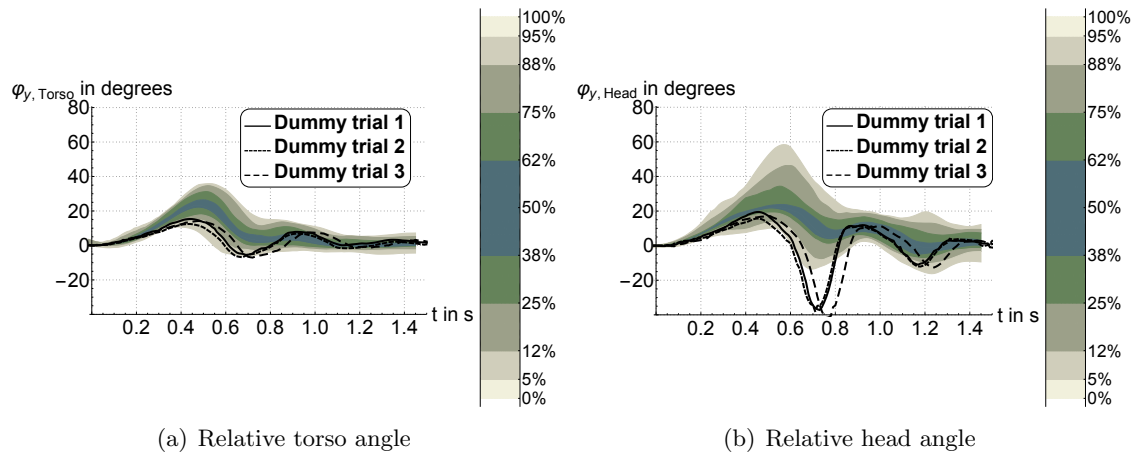 φy, Torso in degrees
80
60
40
20
0
−20
0.2 0.4 0.6 0.8 1.0 1.2 1.4
t in s
Dummy trial 1
Dummy trial 2
Dummy trial 3
100%
95%
88%
75%
62%
50%
38%
25%
12%
5%
0%
(a) Relative torso angle
φy, Head in degrees
80
60
40
20
0
−20
0.2 0.4 0.6 0.8 1.0 1.2 1.4
t in s
Dummy trial 1
Dummy trial 2
Dummy trial 3
100%
95%
88%
75%
62%
50%
38%
25%
12%
5%
0%
(b) Relative head angle